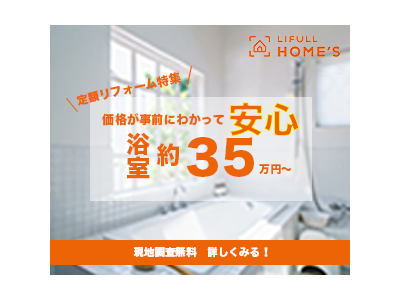 LIFULL
HOME'S
定額リフォーム特集
価格が事前にわかって安心
浴室 約35万円～
現地調査無料 詳しくみる！